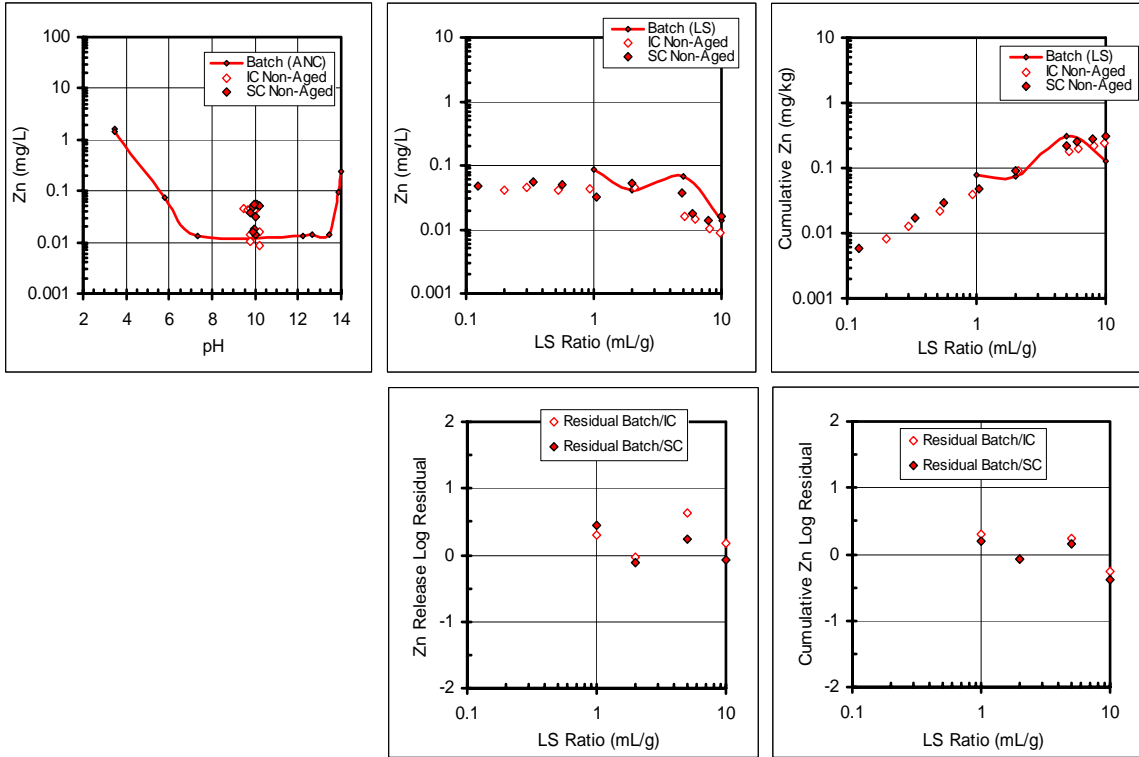 Zn (mg/L)
100
10
1
0.1
0.01
0.001
Batch (ANC)
IC Non-Aged
SC Non-Aged
2 4 6 8 10 12 14
pH
Zn (mg/L)
10
1
0.1
0.01
0.001
Batch (LS)
IC Non-Aged
SC Non-Aged
0.1 1 10
LS Ratio (mL/g)
Cumulative Zn (mg/kg)
10
1
0.1
0.01
0.001
Batch (LS)
IC Non-Aged
SC Non-Aged
0.1 1 10
LS Ratio (mL/g)
Zn Release Log Residual
2
1
0
-1
-2
Residual Batch/IC
Residual Batch/SC
0.1 1 10
LS Ratio (mL/g)
Cumulative Zn Log Residual
2
1
0
-1
-2
Residual Batch/IC
Residual Batch/SC
0.1 1 10
LS Ratio (mL/g)